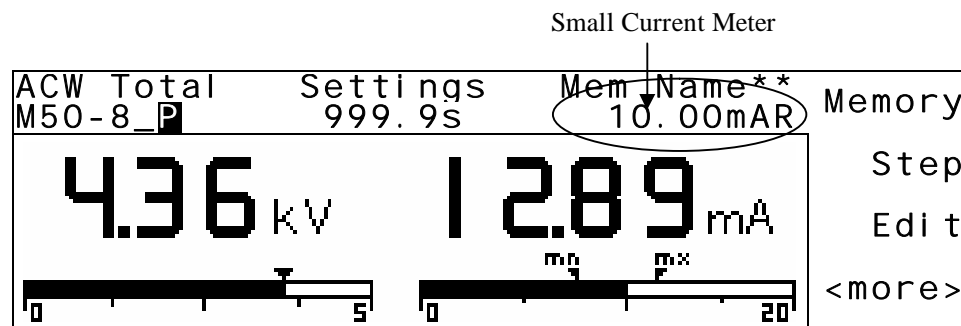 Small Current Meter
ACW Total Settings Mem Name**
M50-8_P 999.9s 10.00mAR
Memory
Step
Edit
<more>
4.36kV 12.89mA
mn mx
0 5 0 20